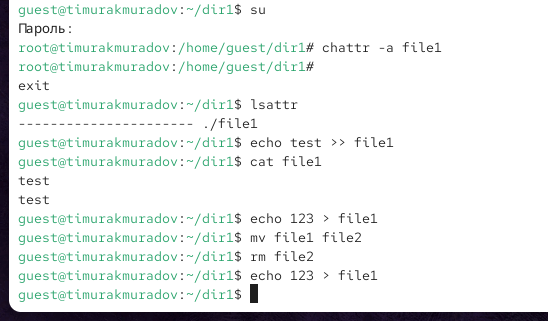 guest@timurakmuradov:~/dir1$ su
Пароль:
root@timurakmuradov:/home/guest/dir1# chattr -a file1
root@timurakmuradov:/home/guest/dir1#
exit
guest@timurakmuradov:~/dir1$ lsattr
---------------------- ./file1
guest@timurakmuradov:~/dir1$ echo test >> file1
guest@timurakmuradov:~/dir1$ cat file1
test
test
guest@timurakmuradov:~/dir1$ echo 123 > file1
guest@timurakmuradov:~/dir1$ mv file1 file2
guest@timurakmuradov:~/dir1$ rm file2
guest@timurakmuradov:~/dir1$ echo 123 > file1
guest@timurakmuradov:~/dir1$